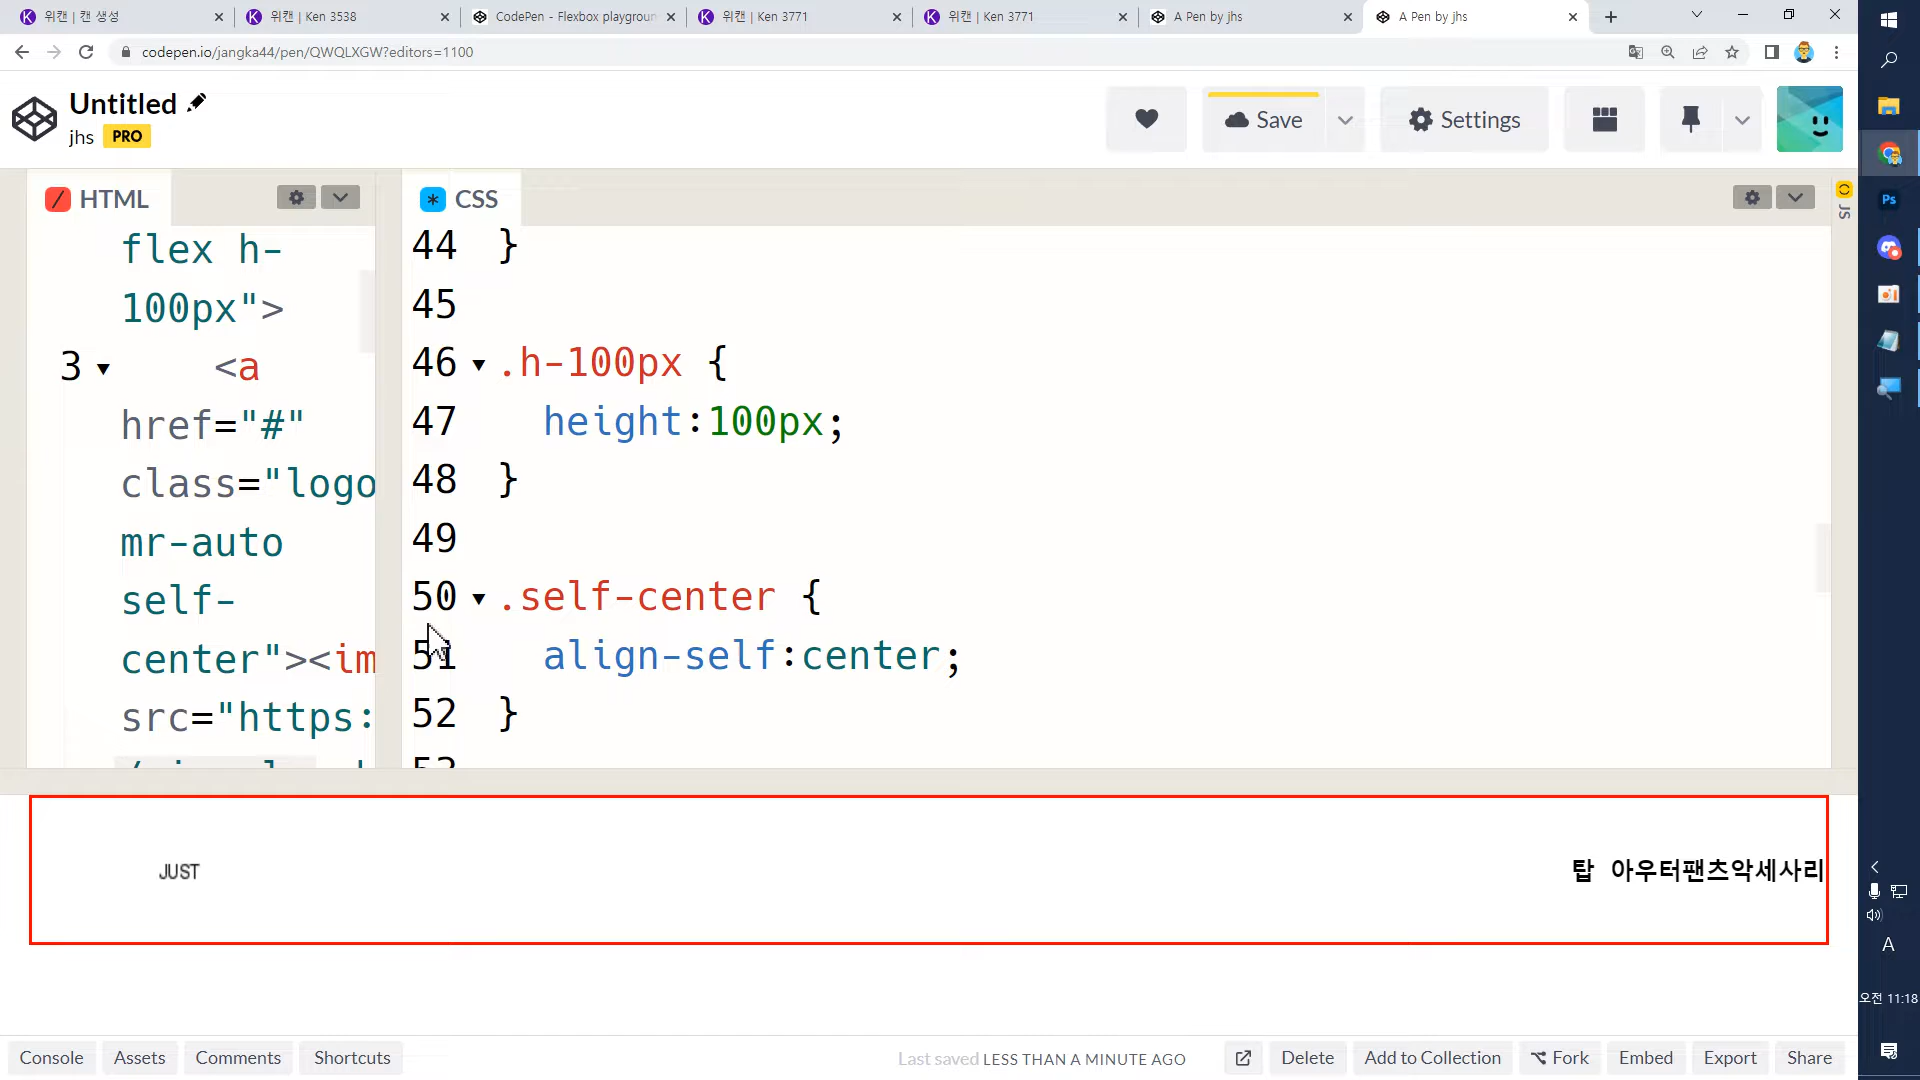 위캔 | 캔 생성
위캔 | Ken 3538
CodePen - Flexbox playgroun
위캔 | Ken 3771
위캔 | Ken 3771
A Pen by jhs
A Pen by jhs
codepen.io/jangka44/pen/QWQLXGW?editors=1100
Untitled
jhs PRO
Save
Settings
HTML
CSS
JS
flex h-
100px">
3 <a
href="#"
class="logo
mr-auto
self-
center"><im
src="https:
44 }
45
46 .h-100px {
47 height:100px;
48 }
49
50 .self-center {
51 align-self:center;
52 }
53
JUST
탑 아우터팬츠악세사리
Console
Assets
Comments
Shortcuts
Last saved LESS THAN A MINUTE AGO
Delete
Add to Collection
Fork
Embed
Export
Share
Ps
A
오전 11:18